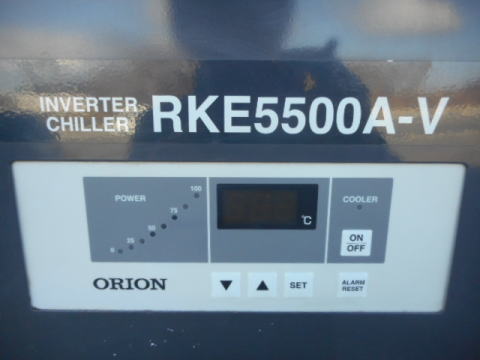 INVERTER
CHILLER RKE5500A-V
POWER
0 25 50 75 100
°C
COOLER
ON
OFF
ORION
▼ ▲ SET
ALARM
RESET